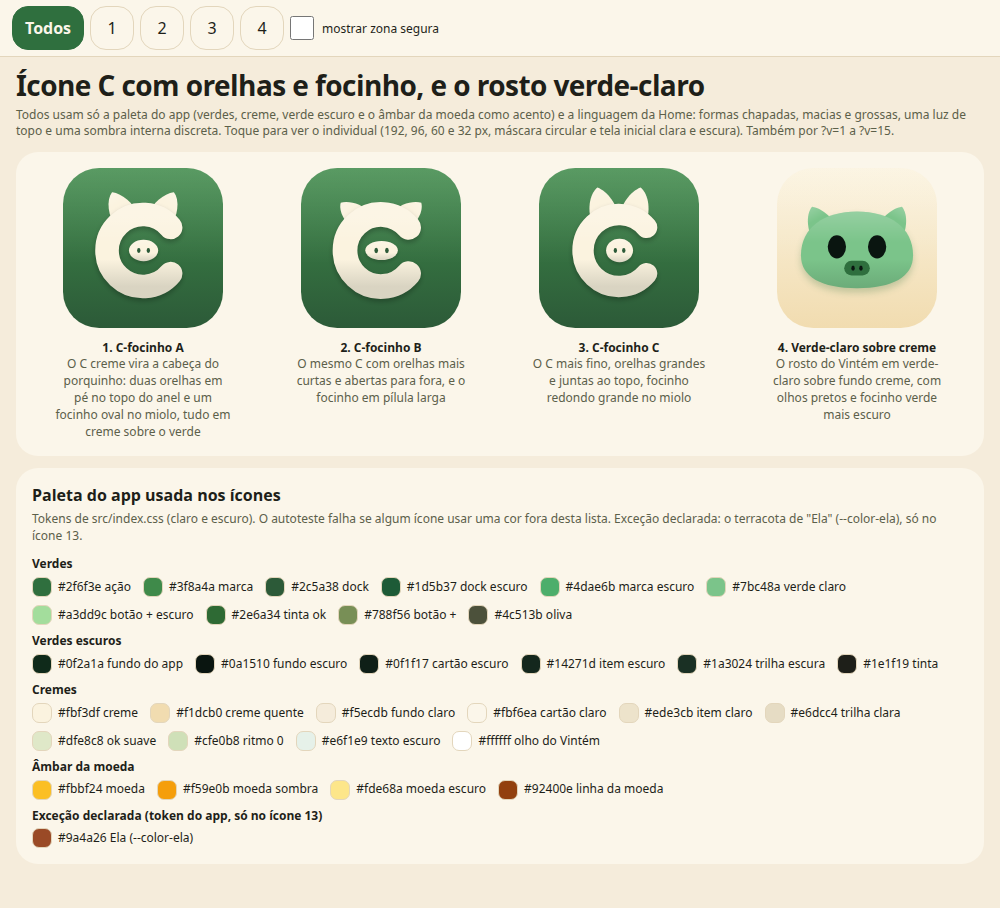 Todos 1 2 3 4 mostrar zona segura
Ícone C com orelhas e focinho, e o rosto verde-claro
Todos usam só a paleta do app (verdes, creme, verde escuro e o âmbar da moeda como acento) e a linguagem da Home: formas chapadas, macias e grossas, uma luz de
topo e uma sombra interna discreta. Toque para ver o individual (192, 96, 60 e 32 px, máscara circular e tela inicial clara e escura). Também por ?v=1 a ?v=15.
1. C-focinho A
O C creme vira a cabeça do
porquinho: duas orelhas em
pé no topo do anel e um
focinho oval no miolo, tudo em
creme sobre o verde
2. C-focinho B
O mesmo C com orelhas mais
curtas e abertas para fora, e o
focinho em pílula larga
3. C-focinho C
O C mais fino, orelhas grandes
e juntas ao topo, focinho
redondo grande no miolo
4. Verde-claro sobre creme
O rosto do Vintém em verde-
claro sobre fundo creme, com
olhos pretos e focinho verde
mais escuro
Paleta do app usada nos ícones
Tokens de src/index.css (claro e escuro). O autoteste falha se algum ícone usar uma cor fora desta lista. Exceção declarada: o terracota de "Ela" (--color-ela), só no
ícone 13.
Verdes
#2f6f3e ação #3f8a4a marca #2c5a38 dock #1d5b37 dock escuro #4dae6b marca escuro #7bc48a verde claro
#a3dd9c botão + escuro #2e6a34 tinta ok #788f56 botão + #4c513b oliva
Verdes escuros
#0f2a1a fundo do app #0a1510 fundo escuro #0f1f17 cartão escuro #14271d item escuro #1a3024 trilha escura #1e1f19 tinta
Cremes
#fbf3df creme #f1dcb0 creme quente #f5ecdb fundo claro #fbf6ea cartão claro #ede3cb item claro #e6dcc4 trilha clara
#dfe8c8 ok suave #cfe0b8 ritmo 0 #e6f1e9 texto escuro #ffffff olho do Vintém
Âmbar da moeda
#fbbf24 moeda #f59e0b moeda sombra #fde68a moeda escuro #92400e linha da moeda
Exceção declarada (token do app, só no ícone 13)
#9a4a26 Ela (--color-ela)